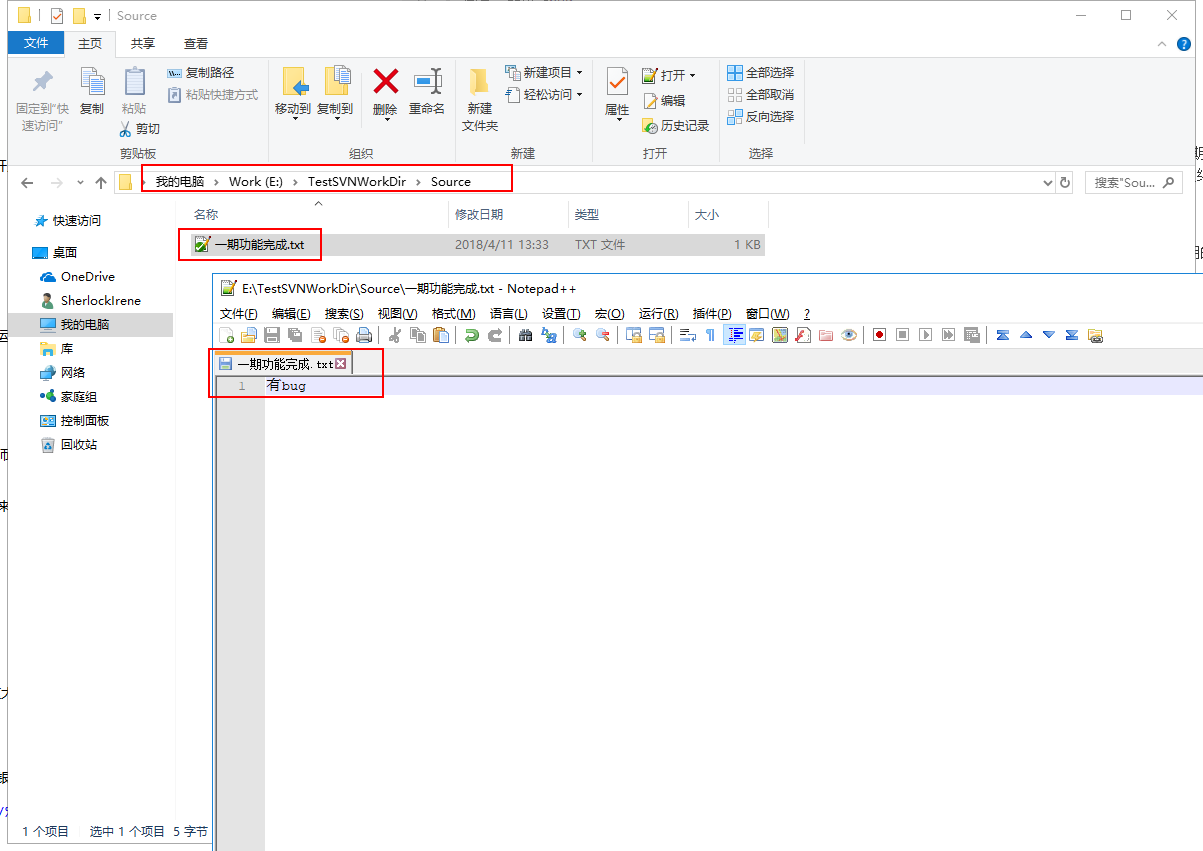 Source
文件 主页 共享 查看
固定到"快速访问"
复制
粘贴
复制路径
粘贴快捷方式
剪切
剪贴板
移动到
复制到
删除
重命名
组织
新建文件夹
新建项目
轻松访问
新建
属性
打开
编辑
历史记录
打开
全部选择
全部取消
反向选择
选择
我的电脑 › Work (E:) › TestSVNWorkDir › Source
搜索"Sou...
名称 修改日期 类型 大小
一期功能完成.txt 2018/4/11 13:33 TXT 文件 1 KB
快速访问
桌面
OneDrive
SherlockIrene
我的电脑
库
网络
家庭组
控制面板
回收站
E:\TestSVNWorkDir\Source\一期功能完成.txt - Notepad++
文件(F) 编辑(E) 搜索(S) 视图(V) 格式(M) 语言(L) 设置(T) 宏(O) 运行(R) 插件(P) 窗口(W) ?
一期功能完成.txt
1 有bug
1 个项目 选中 1 个项目 5 字节